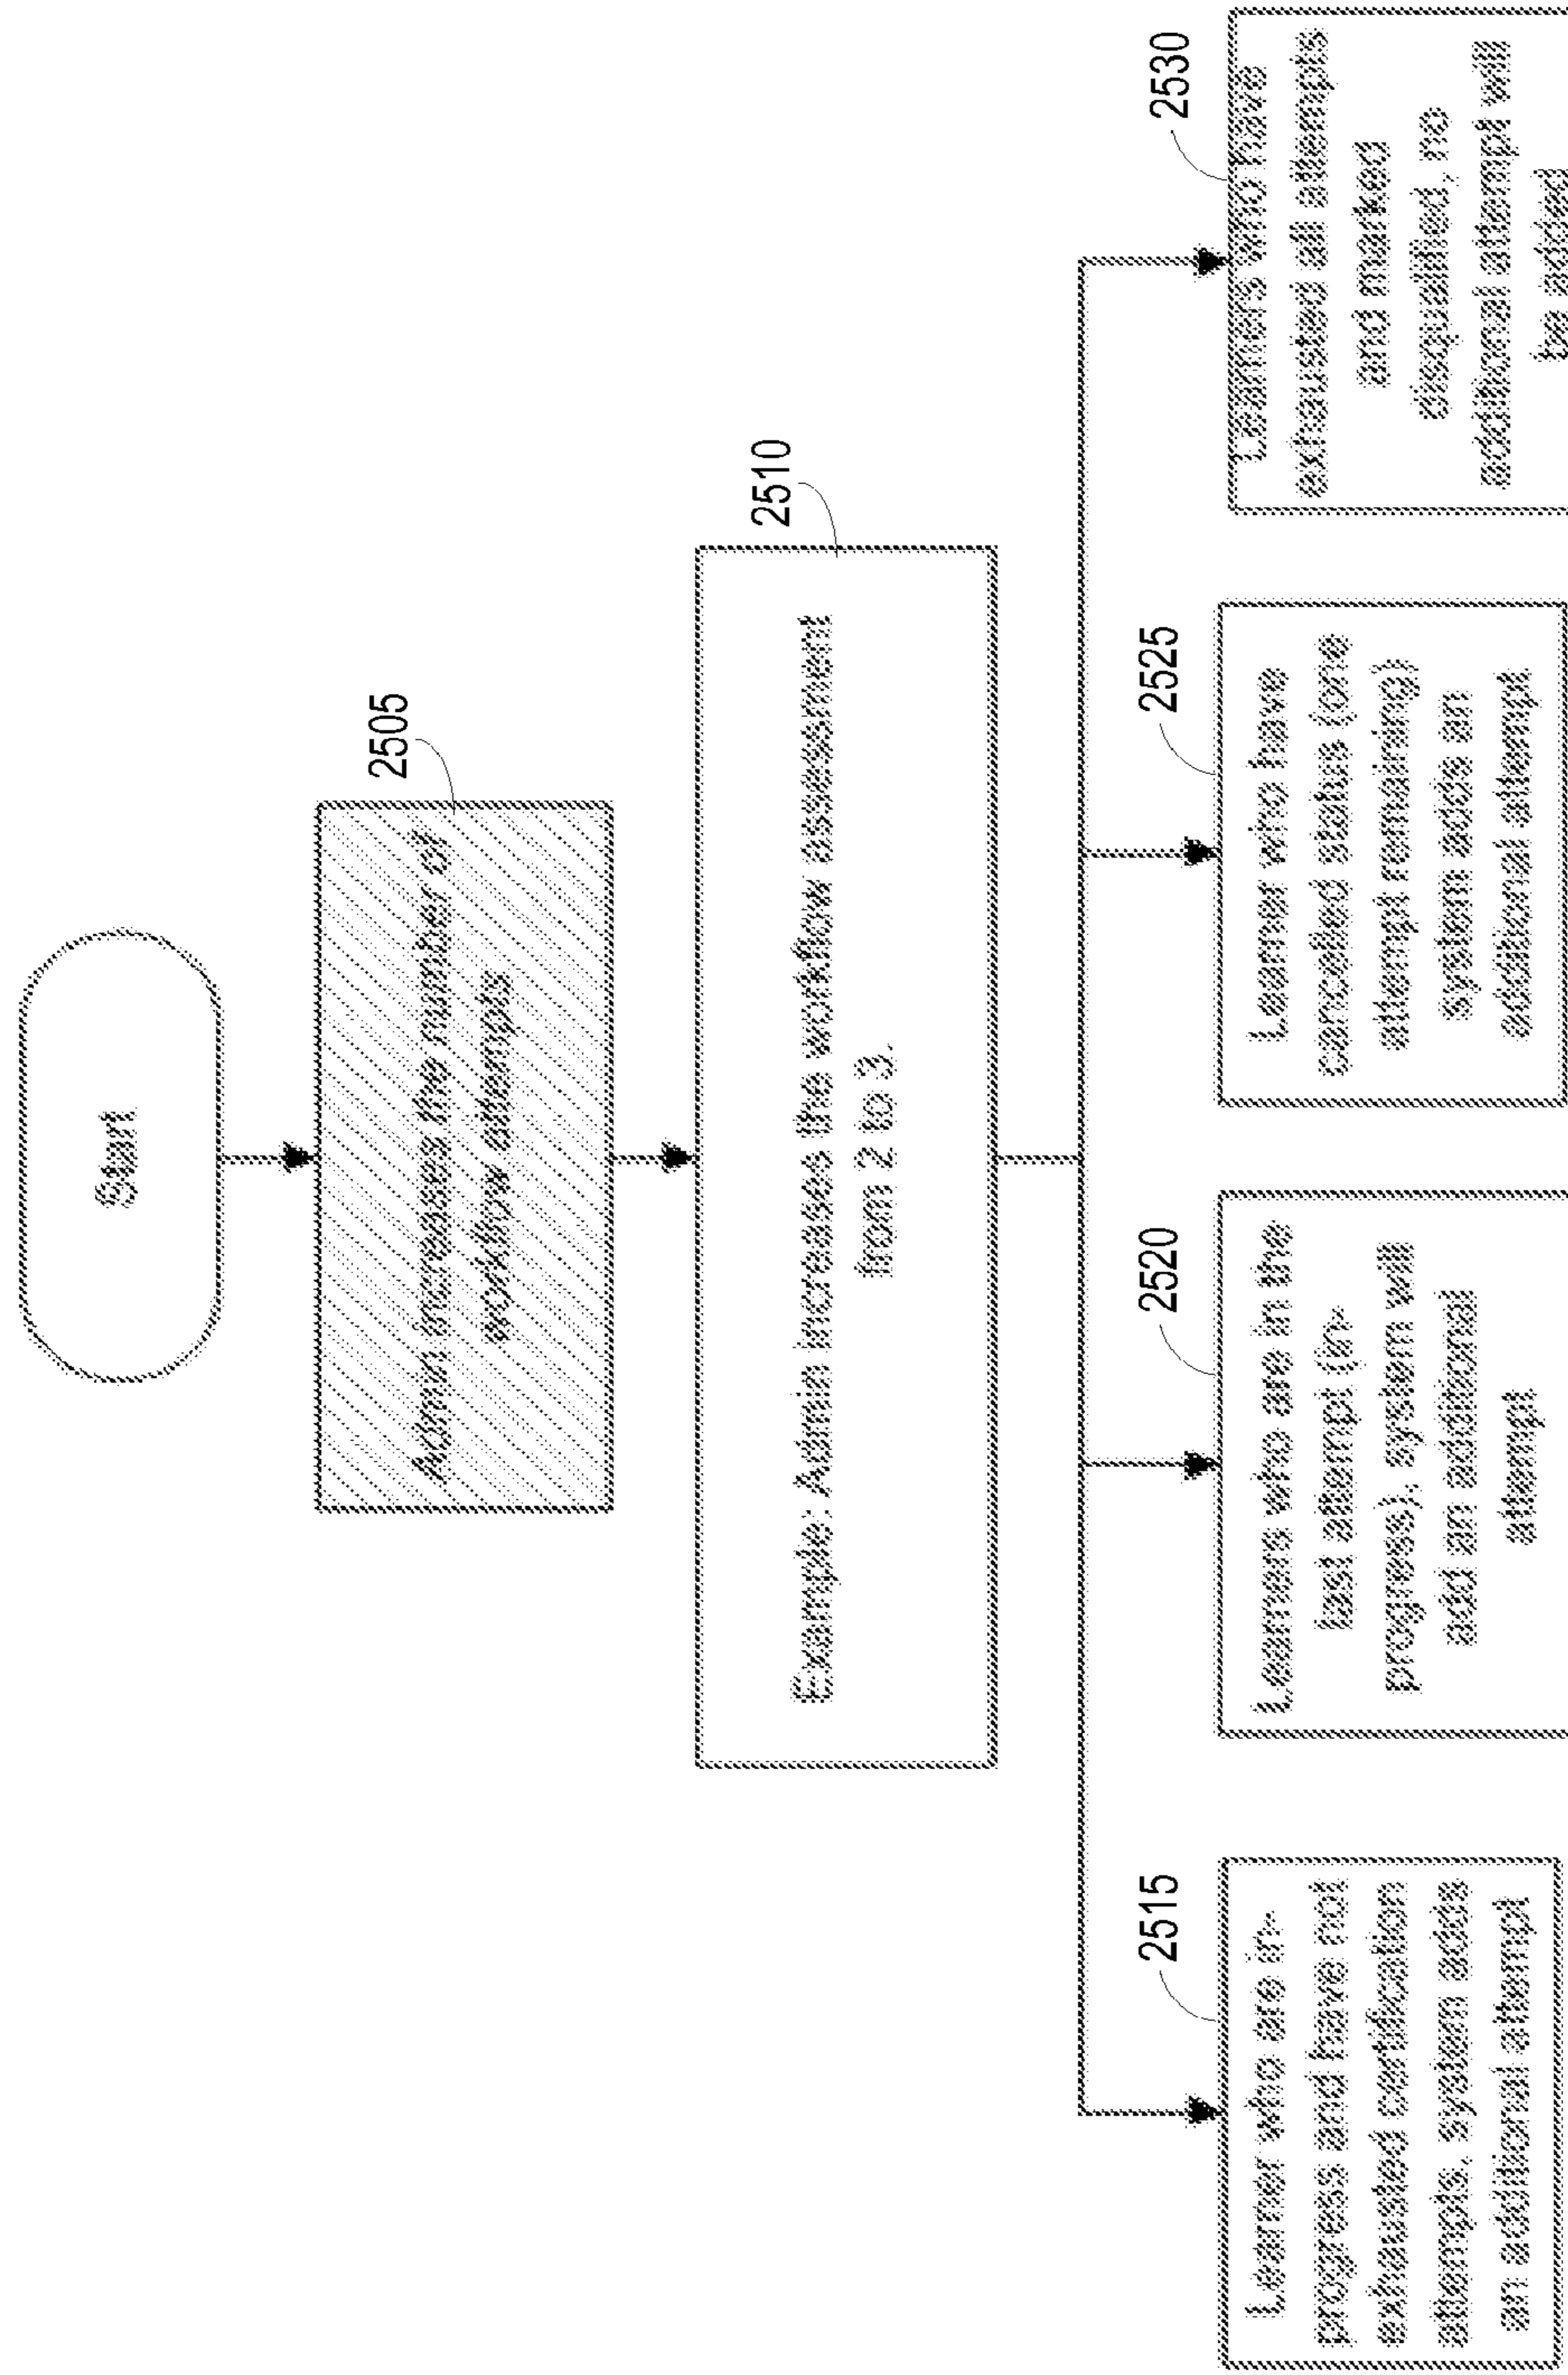 Start
2505
Admin increases the number of
workflow attempts
2510
Example: Admin increases the workflow assessment
from 2 to 3.
2515
Learner who are in-
progress and have not
exhausted certification
attempts, system adds
an additional attempt
2520
Learners who are in the
last attempt (in-
progress), system will
add an additional
attempt
2525
Learner who have
cancelled status (one
attempt remaining)
system adds an
additional attempt
2530
Learners who have
exhausted all attempts
and marked
disqualified, no
additional attempt will
be added